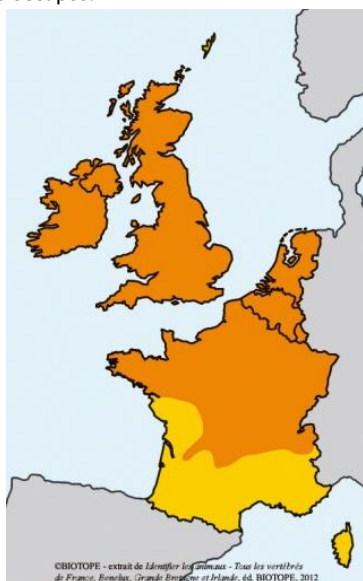 ©BIOTOPE - extrait de Identifier les animaux - Tous les vertébrés
de France, Benelux, Grande Bretagne et Irlande, éd. BIOTOPE, 2012